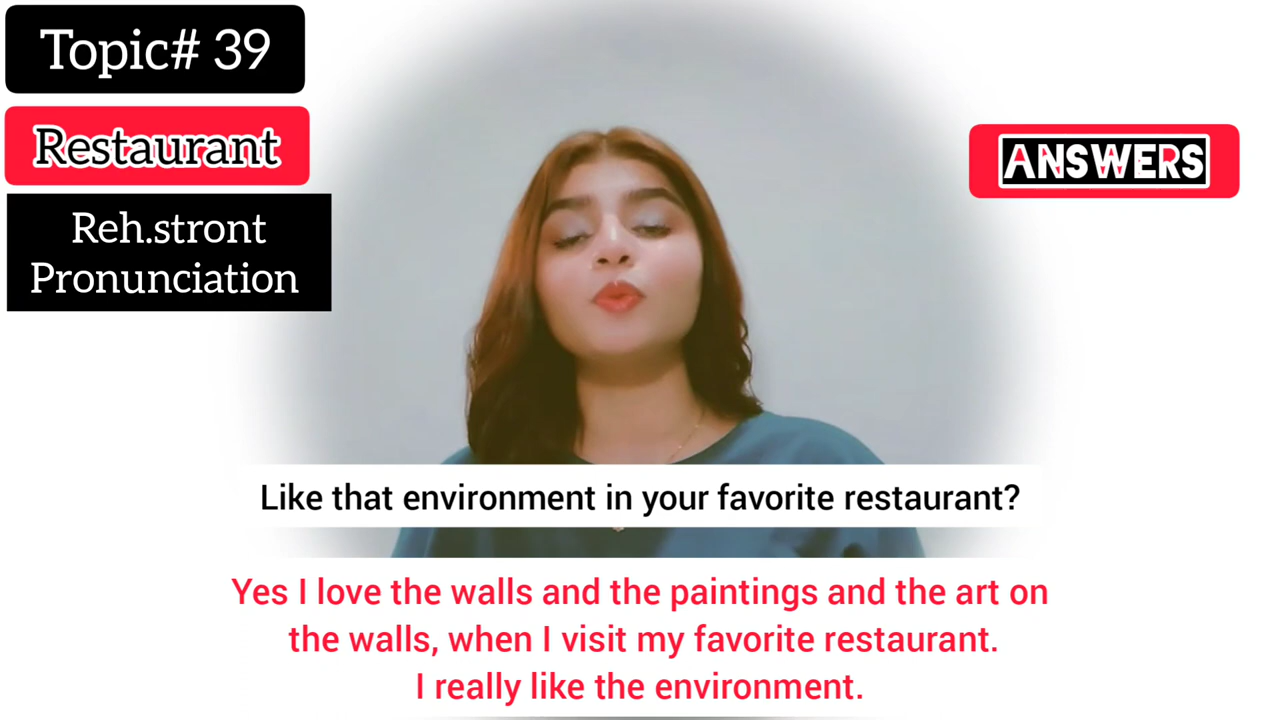 Topic# 39
Restaurant
Reh.stront
Pronunciation
ANSWERS
Like that environment in your favorite restaurant?
Yes I love the walls and the paintings and the art on
the walls, when I visit my favorite restaurant.
I really like the environment.